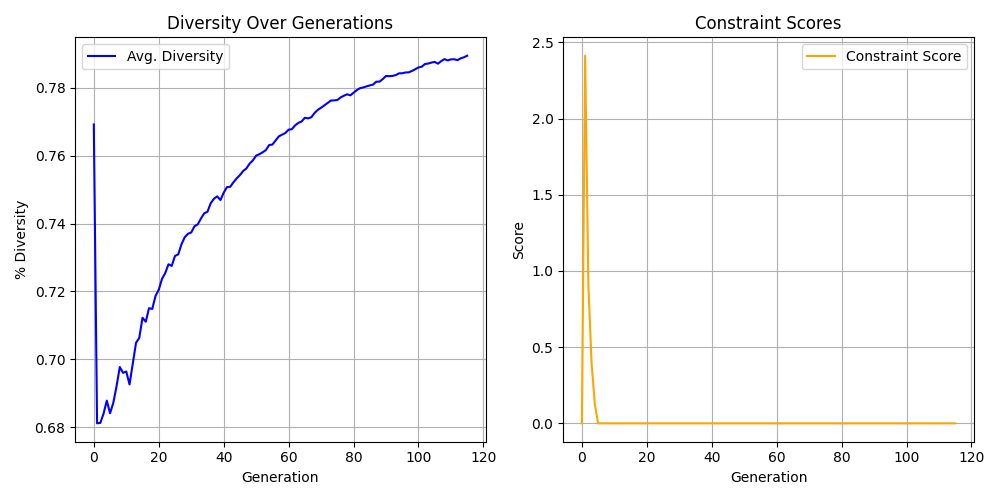 Diversity Over Generations
Avg. Diversity
% Diversity
0.78
0.76
0.74
0.72
0.70
0.68
0 20 40 60 80 100 120
Generation
Constraint Scores
Constraint Score
Score
2.5
2.0
1.5
1.0
0.5
0.0
0 20 40 60 80 100 120
Generation